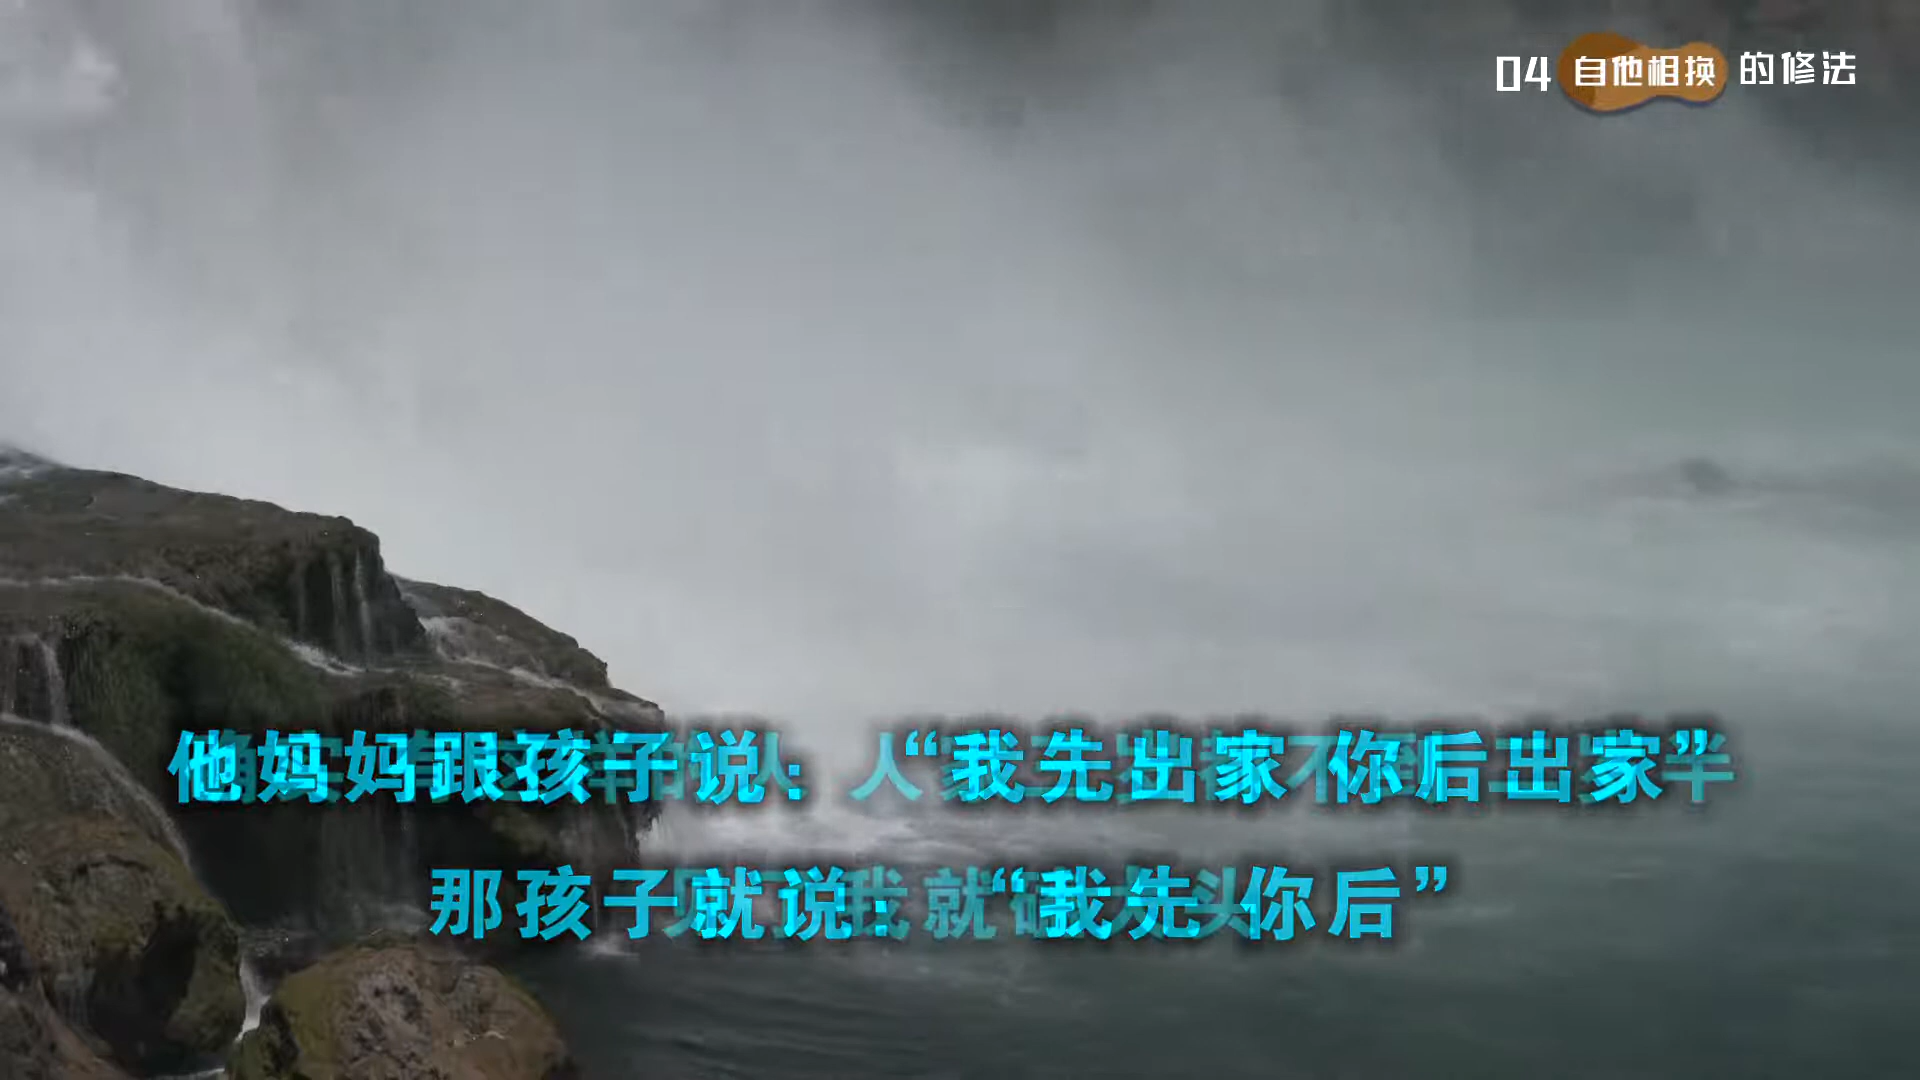 04 自他相换 的修法
他妈妈跟孩子说：“我先出家 你后出家”
那孩子就说：“我先 你后”